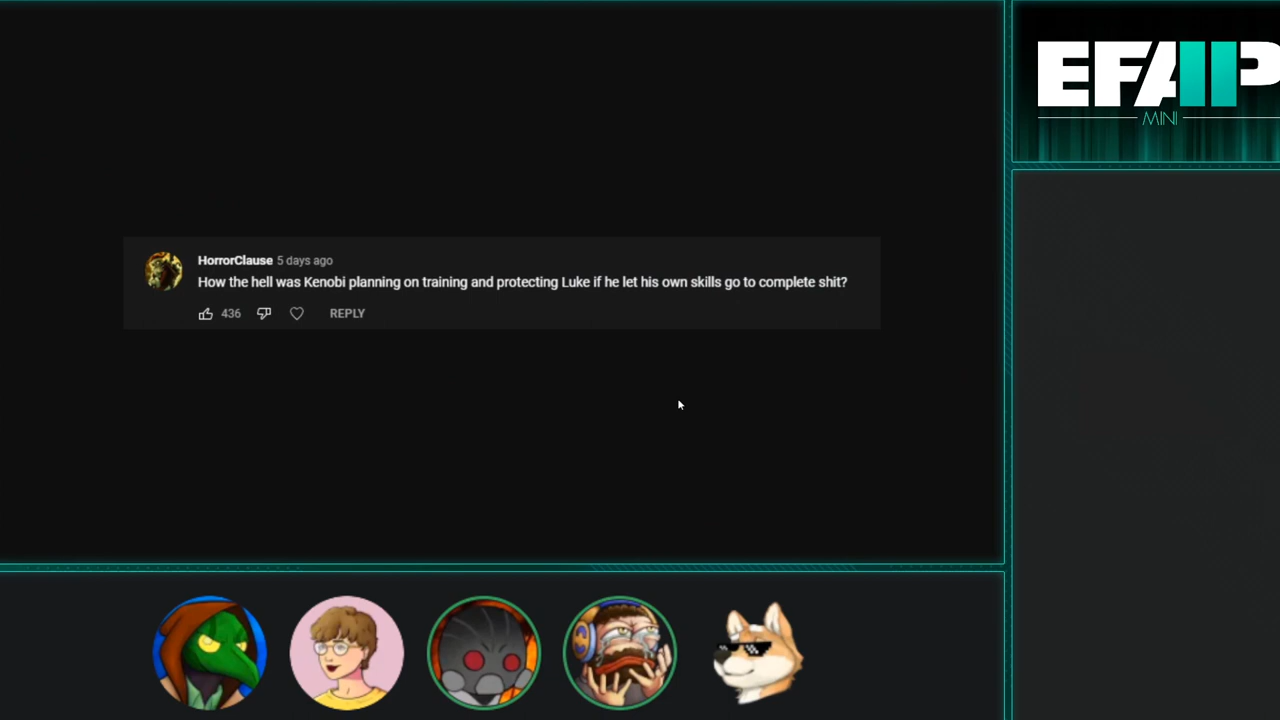 EFAP
MINI
HorrorClause 5 days ago
How the hell was Kenobi planning on training and protecting Luke if he let his own skills go to complete shit?
436 REPLY